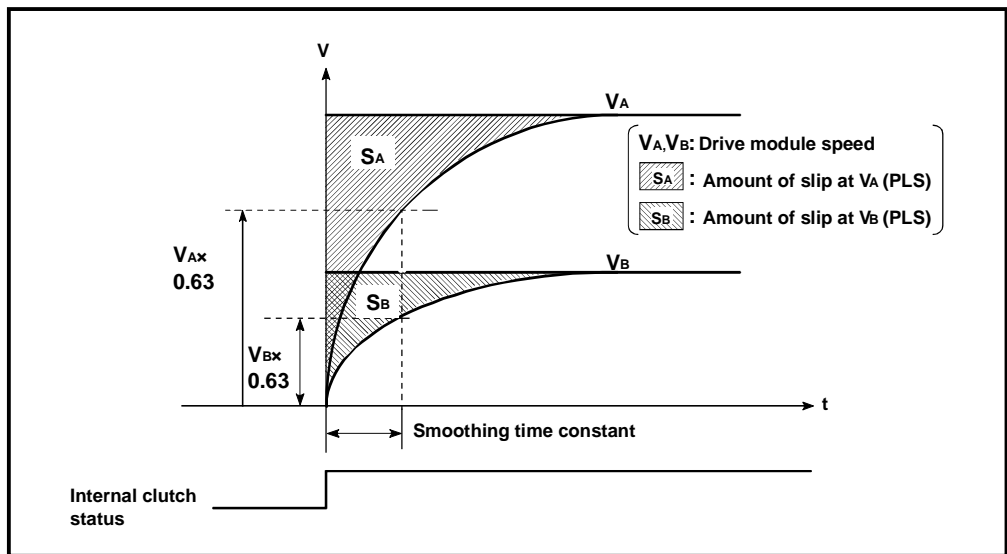 V
VA
VA,VB: Drive module speed
SA : Amount of slip at VA (PLS)
SB : Amount of slip at VB (PLS)
SA
VA×
0.63
VB
SB
VB×
0.63
t
Smoothing time constant
Internal clutch
status